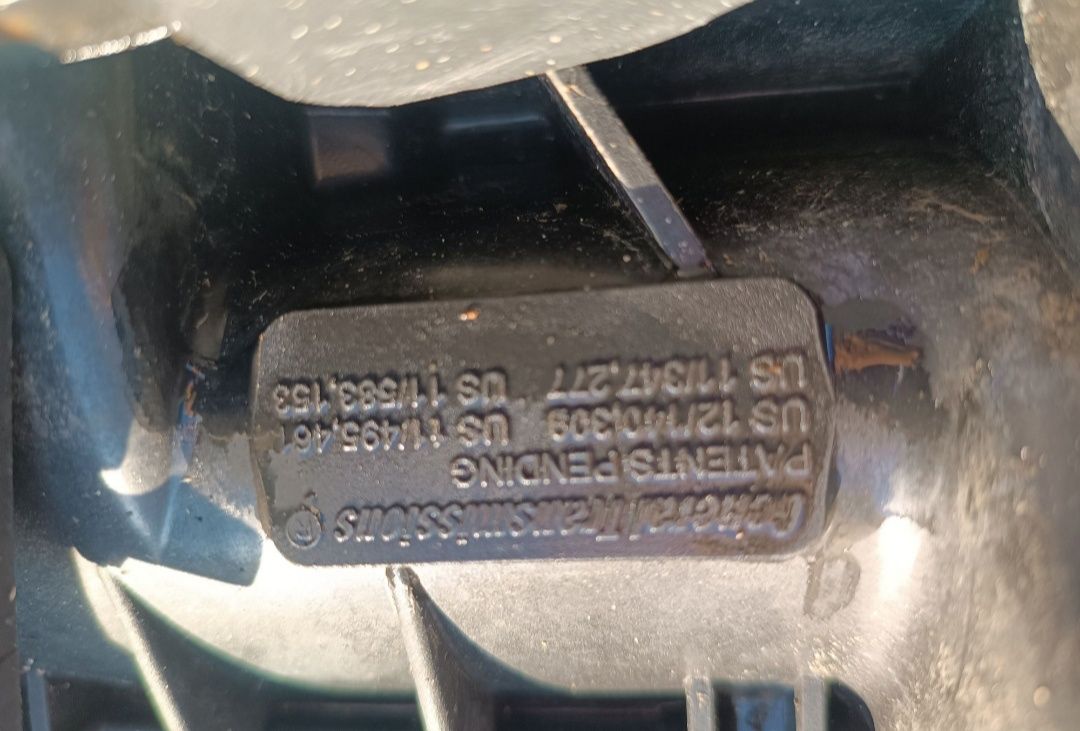 General Transmissions
PATENTS PENDING
US 12/140,309 US 11/495,461
US 11/347,277 US 11/583,153